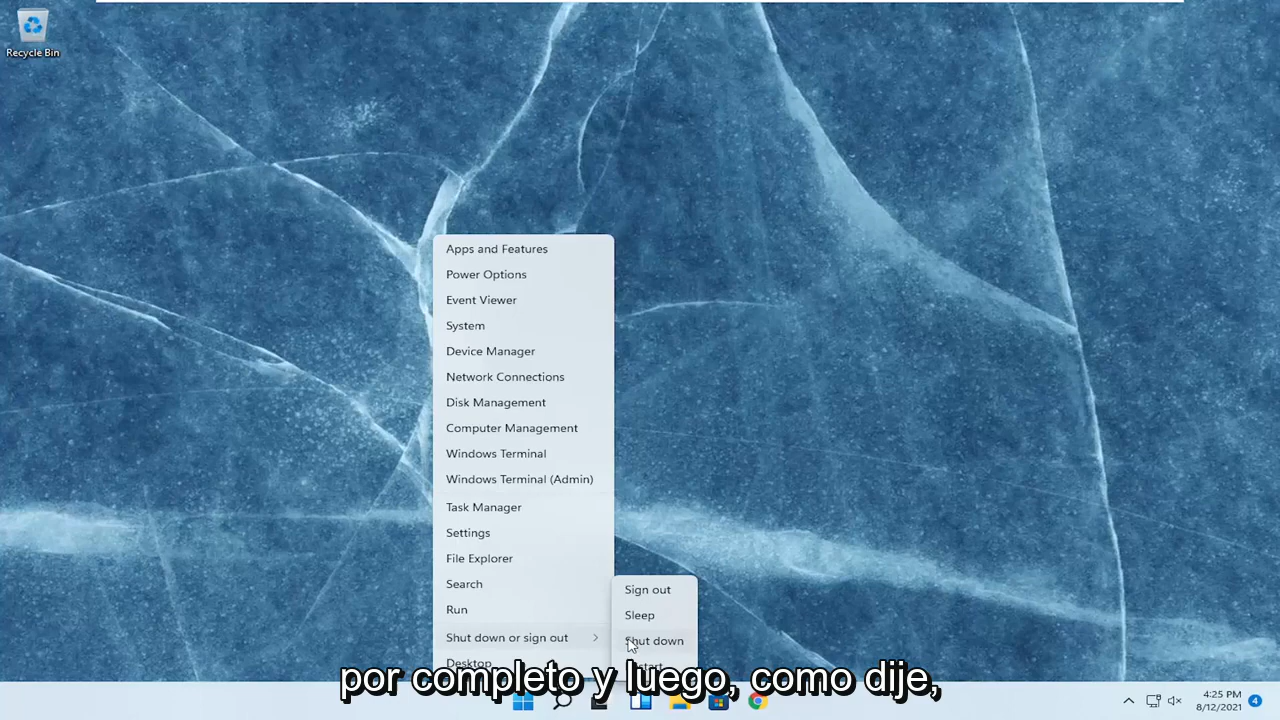 Recycle Bin
Apps and Features
Power Options
Event Viewer
System
Device Manager
Network Connections
Disk Management
Computer Management
Windows Terminal
Windows Terminal (Admin)
Task Manager
Settings
File Explorer
Search
Run
Shut down or sign out
Desktop
Sign out
Sleep
Shut down
por completo y luego, como dije,
4:25 PM
8/12/2021
4